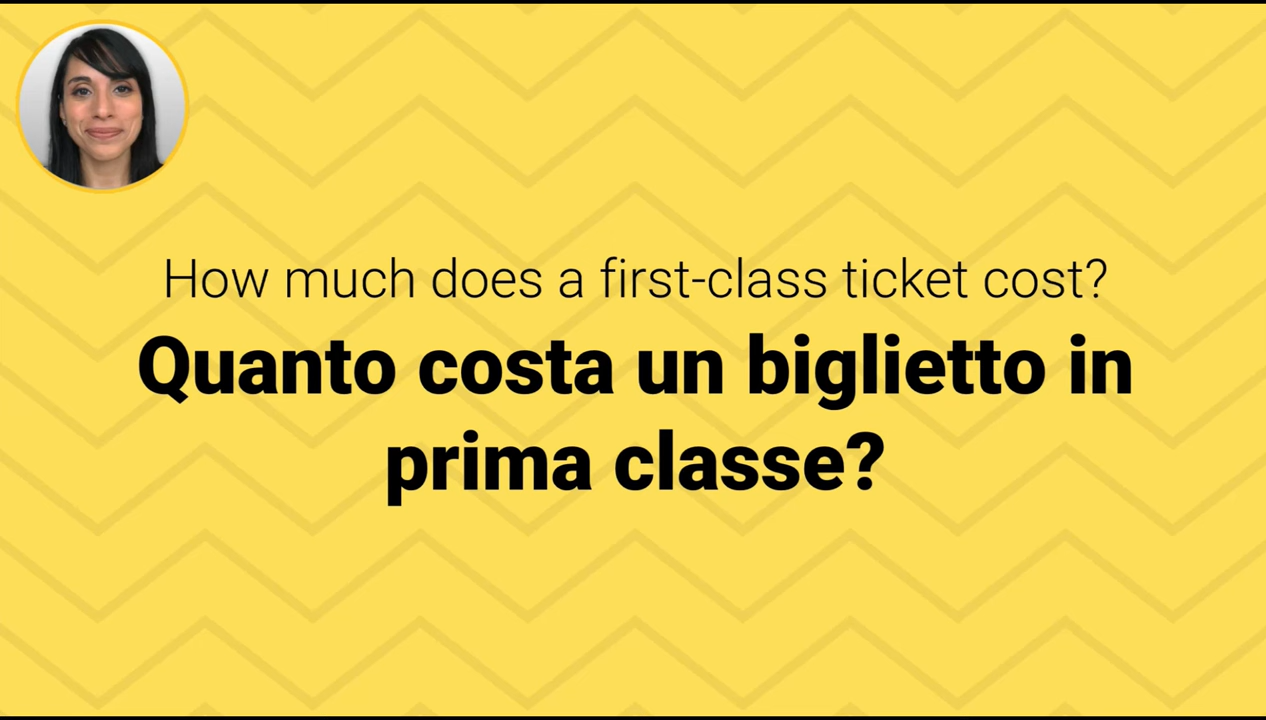 How much does a first-class ticket cost?
Quanto costa un biglietto in
prima classe?